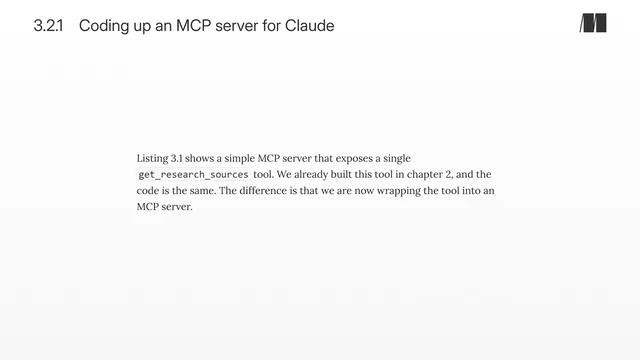 3.2.1 Coding up an MCP server for Claude
Listing 3.1 shows a simple MCP server that exposes a single
get_research_sources tool. We already built this tool in chapter 2, and the
code is the same. The difference is that we are now wrapping the tool into an
MCP server.